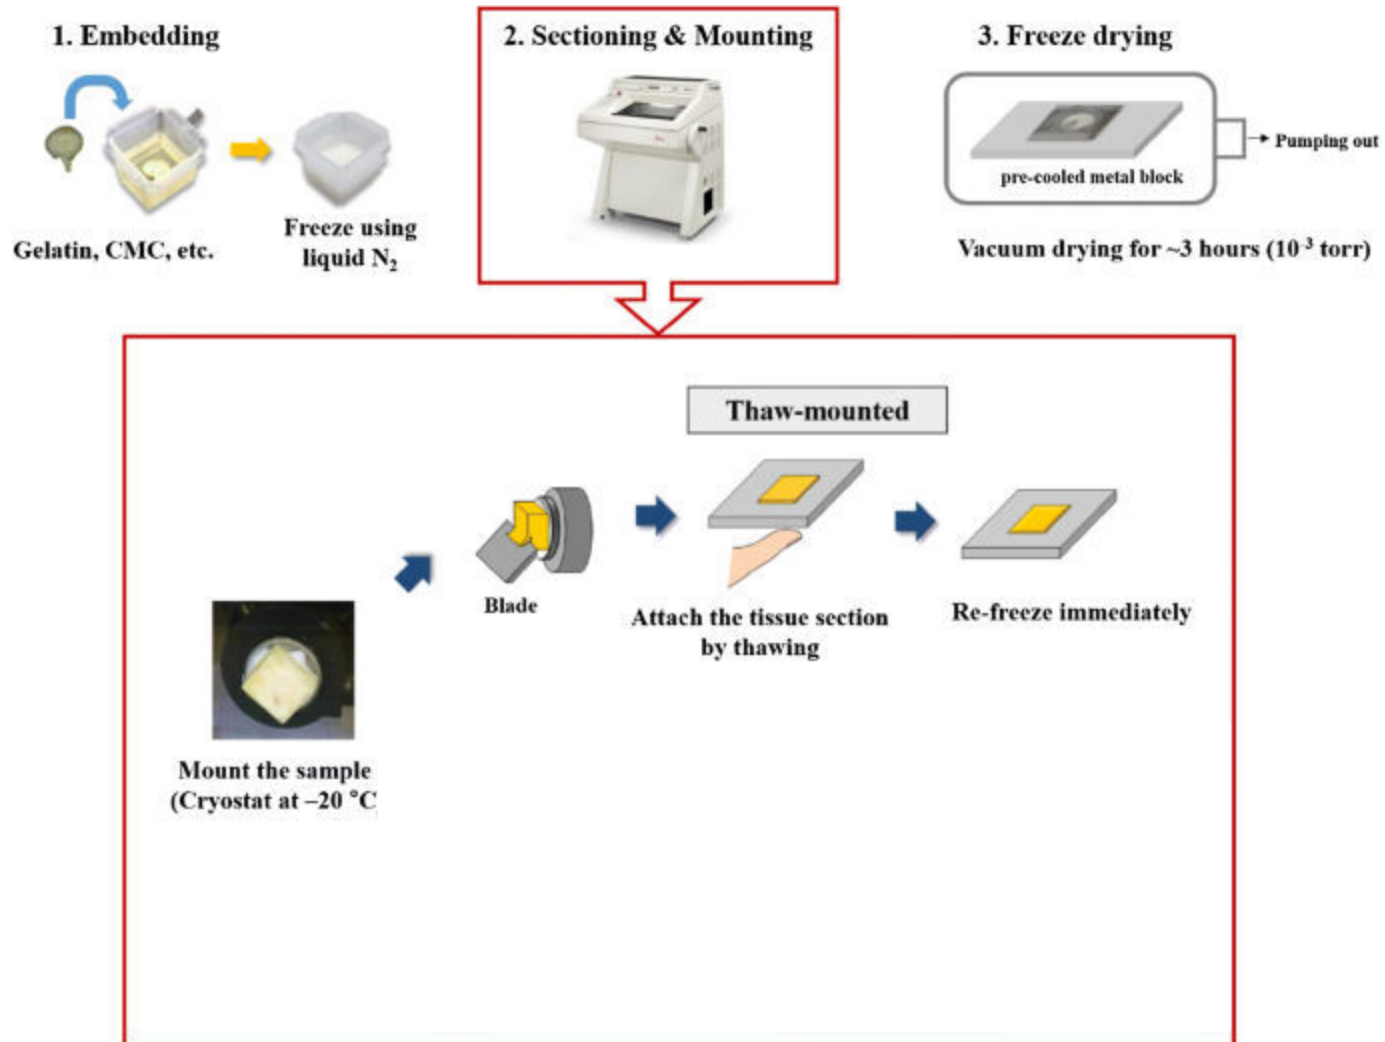 1. Embedding
Gelatin, CMC, etc.
Freeze using
liquid N₂
2. Sectioning & Mounting
3. Freeze drying
pre-cooled metal block
Pumping out
Vacuum drying for ~3 hours (10⁻³ torr)
Thaw-mounted
Mount the sample
(Cryostat at –20 °C
Blade
Attach the tissue section
by thawing
Re-freeze immediately